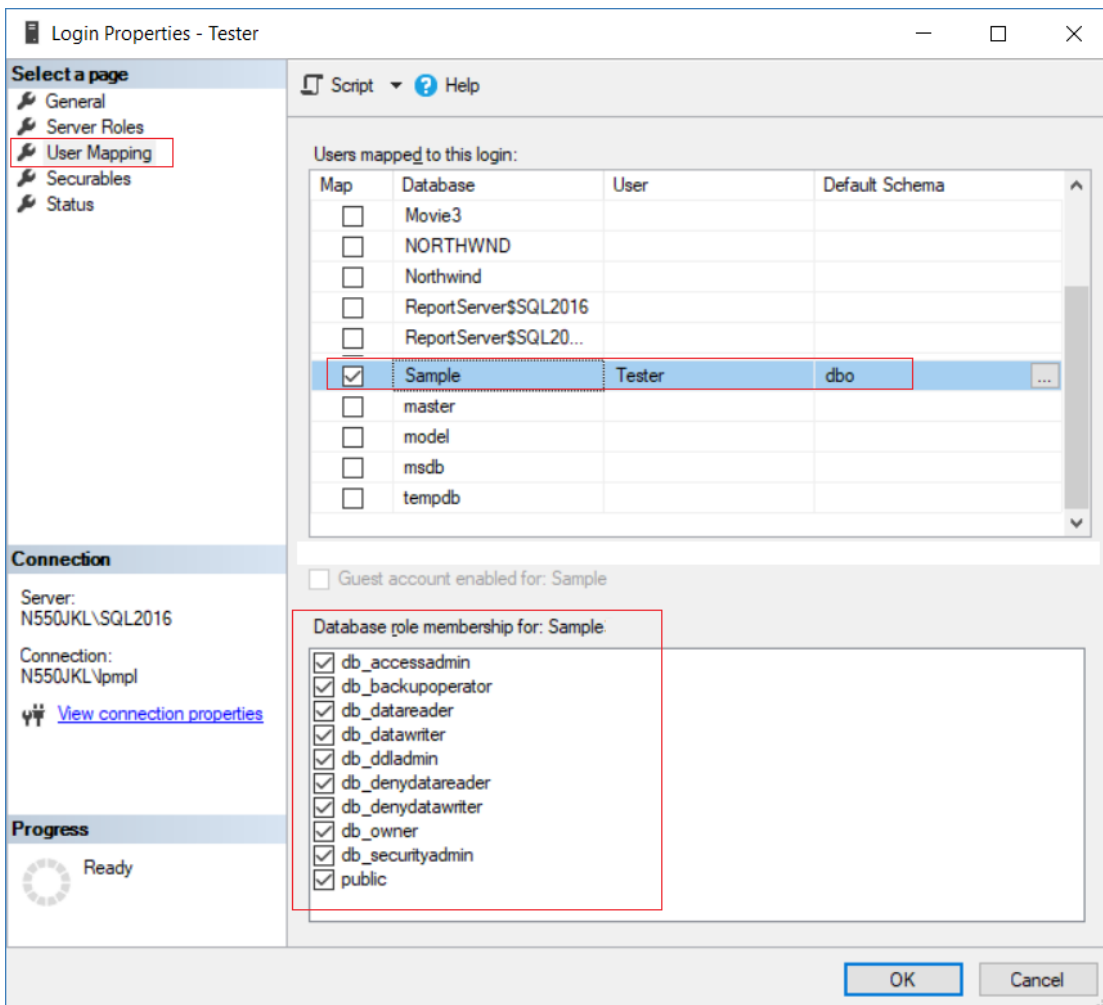 Login Properties - Tester
Select a page
General
Server Roles
User Mapping
Securables
Status
Script
Help
Users mapped to this login:
Map Database User Default Schema
Movie3
NORTHWND
Northwind
ReportServer$SQL2016
ReportServer$SQL20...
Sample Tester dbo ...
master
model
msdb
tempdb
Connection
Server:
N550JKL\SQL2016
Connection:
N550JKL\lpmpl
View connection properties
Guest account enabled for: Sample
Database role membership for: Sample
db_accessadmin
db_backupoperator
db_datareader
db_datawriter
db_ddladmin
db_denydatareader
db_denydatawriter
db_owner
db_securityadmin
public
Progress
Ready
OK Cancel